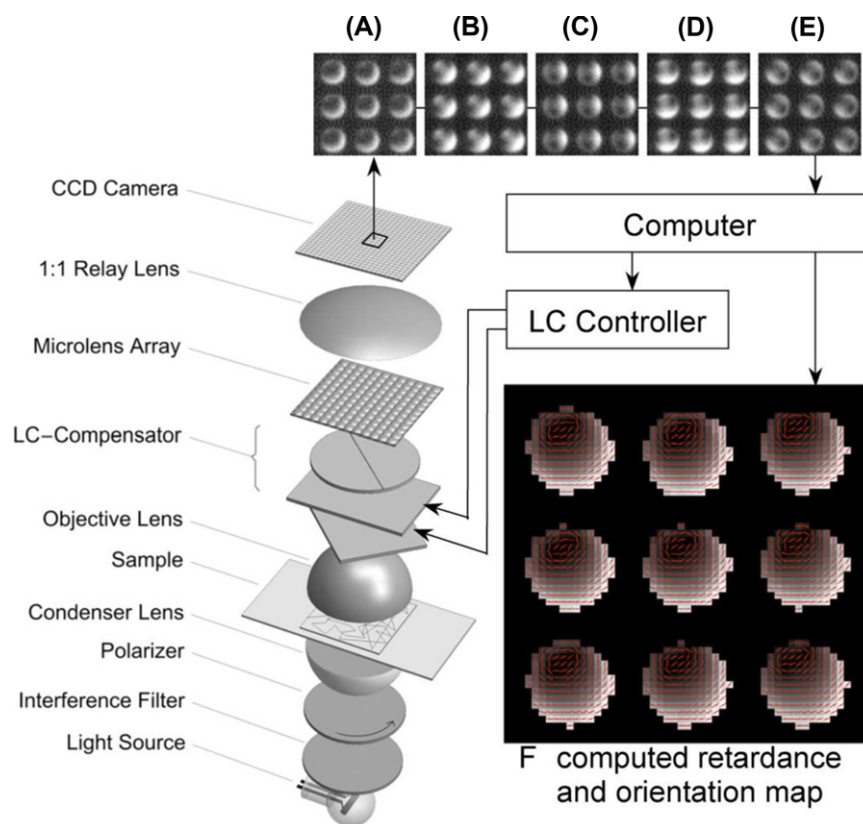 (A) (B) (C) (D) (E)
CCD Camera
1:1 Relay Lens
Microlens Array
LC–Compensator
Objective Lens
Sample
Condenser Lens
Polarizer
Interference Filter
Light Source
Computer
LC Controller
F computed retardance
and orientation map